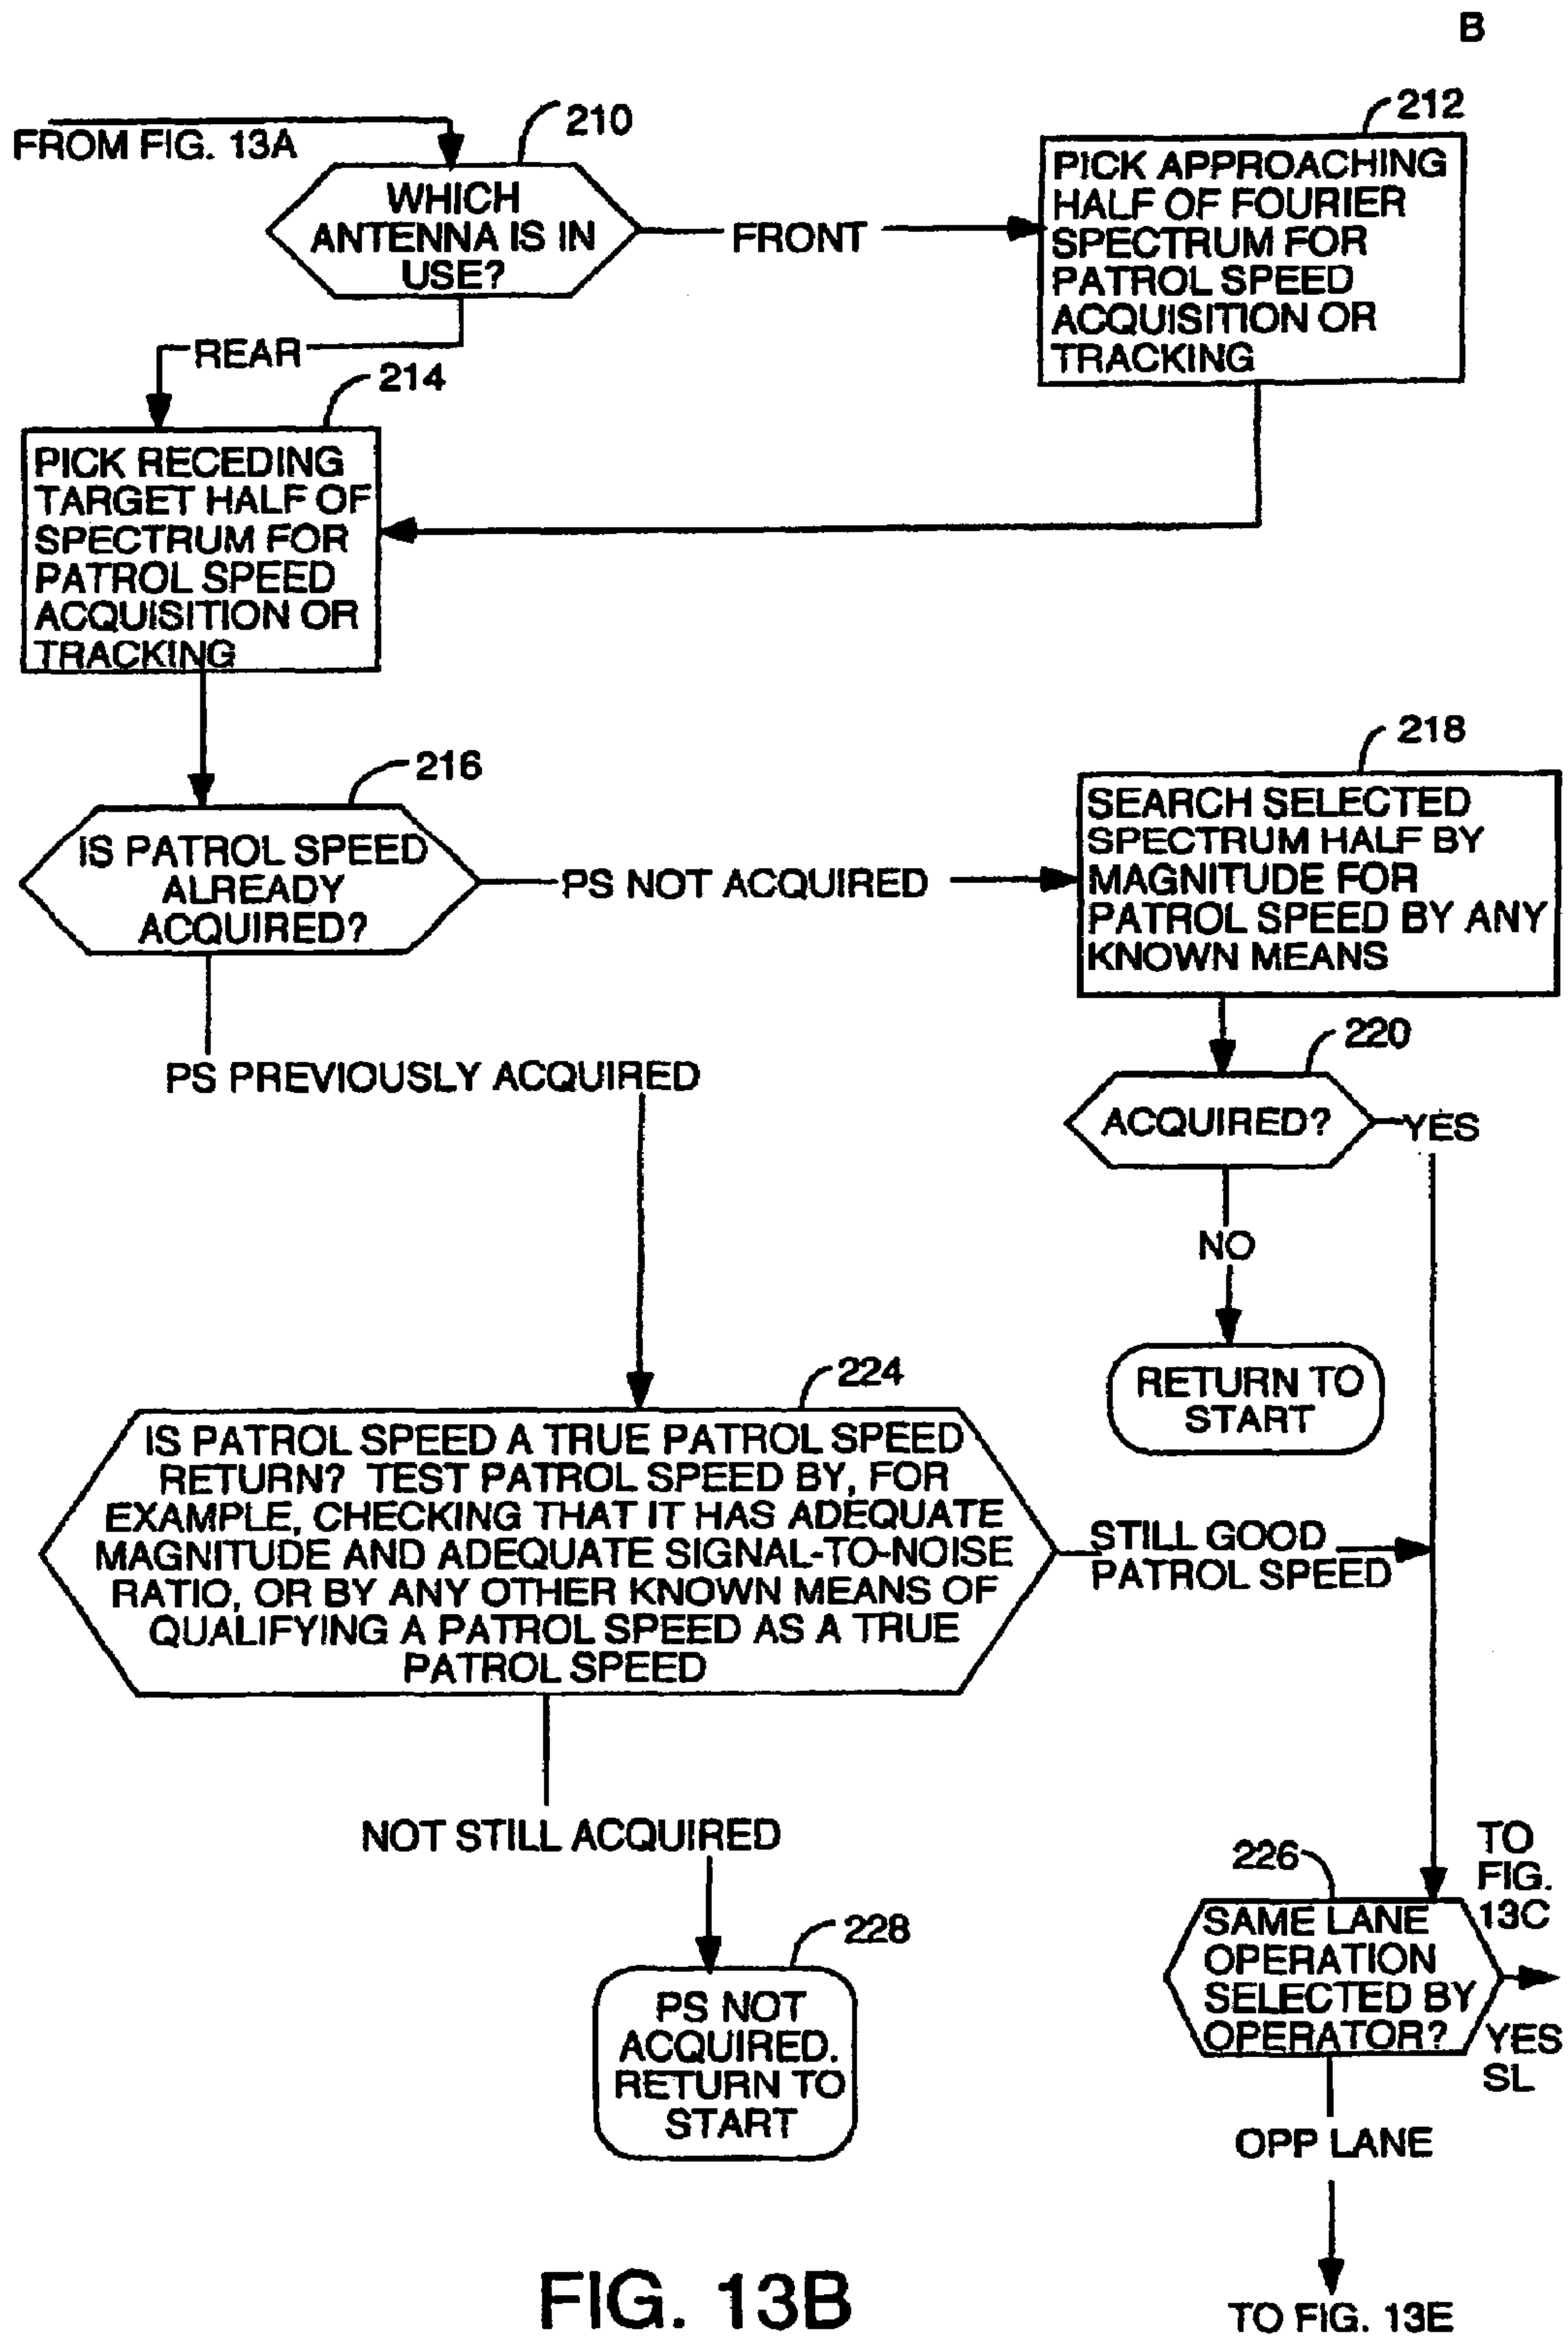 B
FROM FIG. 13A
210
WHICH
ANTENNA IS IN
USE?
FRONT
212
PICK APPROACHING
HALF OF FOURIER
SPECTRUM FOR
PATROL SPEED
ACQUISITION OR
TRACKING
REAR
214
PICK RECEDING
TARGET HALF OF
SPECTRUM FOR
PATROL SPEED
ACQUISITION OR
TRACKING
216
IS PATROL SPEED
ALREADY
ACQUIRED?
PS NOT ACQUIRED
218
SEARCH SELECTED
SPECTRUM HALF BY
MAGNITUDE FOR
PATROL SPEED BY ANY
KNOWN MEANS
PS PREVIOUSLY ACQUIRED
220
ACQUIRED?
YES
NO
RETURN TO
START
224
IS PATROL SPEED A TRUE PATROL SPEED
RETURN? TEST PATROL SPEED BY, FOR
EXAMPLE, CHECKING THAT IT HAS ADEQUATE
MAGNITUDE AND ADEQUATE SIGNAL-TO-NOISE
RATIO, OR BY ANY OTHER KNOWN MEANS OF
QUALIFYING A PATROL SPEED AS A TRUE
PATROL SPEED
STILL GOOD
PATROL SPEED
NOT STILL ACQUIRED
228
PS NOT
ACQUIRED.
RETURN TO
START
226
SAME LANE
OPERATION
SELECTED BY
OPERATOR?
TO
FIG.
13C
YES
SL
OPP LANE
TO FIG. 13E
FIG. 13B